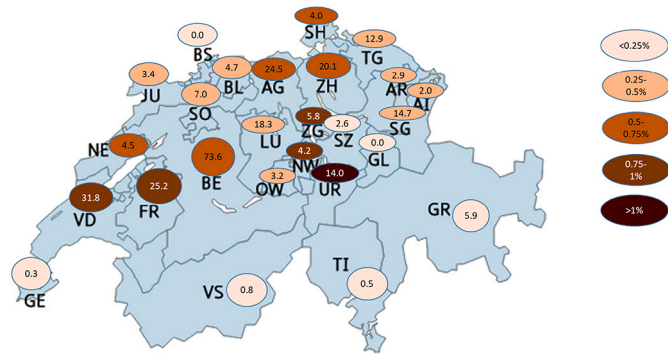 4.0
SH
0.0
BS
12.9
TG
<0.25%
3.4
JU
4.7
BL
24.5
AG
20.1
ZH
2.9
AR
2.0
AI
0.25-
0.5%
7.0
SO
18.3
LU
5.8
ZG
2.6
SZ
14.7
SG
0.5-
0.75%
NE
4.5
73.6
BE
4.2
NW
0.0
GL
0.75-
1%
31.8
VD
25.2
FR
3.2
OW
14.0
UR
GR
5.9
>1%
0.3
GE
VS
0.8
TI
0.5